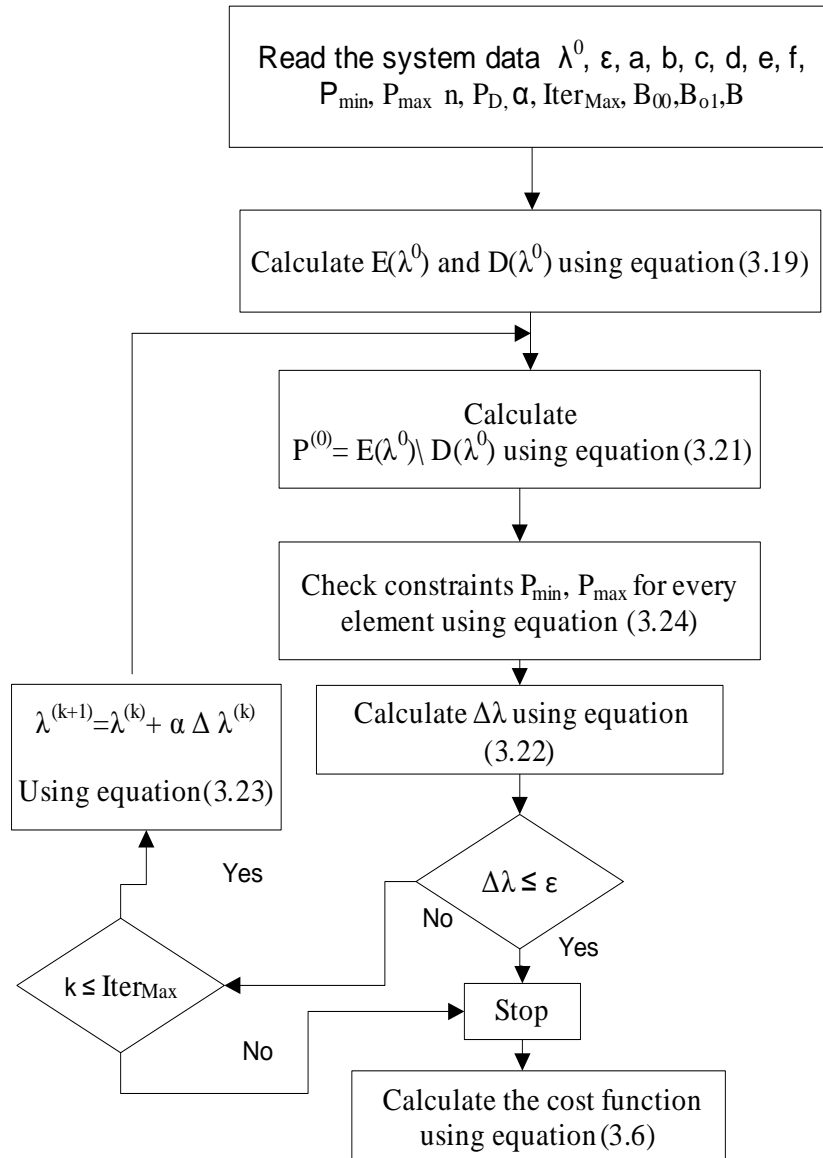 Read the system data λ⁰, ε, a, b, c, d, e, f,
Pmin, Pmax n, PD, α, IterMax, B00,Bo1,B
Calculate E(λ⁰) and D(λ⁰) using equation (3.19)
Calculate
P⁽⁰⁾= E(λ⁰)\ D(λ⁰) using equation (3.21)
Check constraints Pmin, Pmax for every
element using equation (3.24)
Calculate Δλ using equation
(3.22)
λ⁽ᵏ⁺¹⁾=λ⁽ᵏ⁾+ α Δ λ⁽ᵏ⁾
Using equation (3.23)
Δλ ≤ ε
Yes
No
Yes
k ≤ IterMax
No
Stop
Calculate the cost function
using equation (3.6)